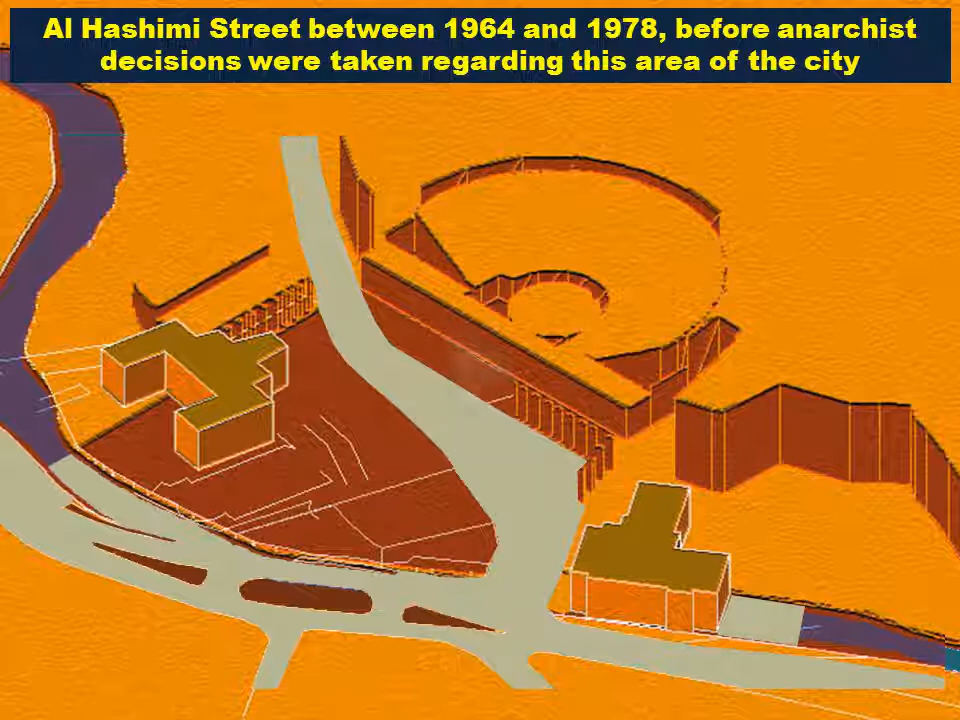 Al Hashimi Street between 1964 and 1978, before anarchist
decisions were taken regarding this area of the city